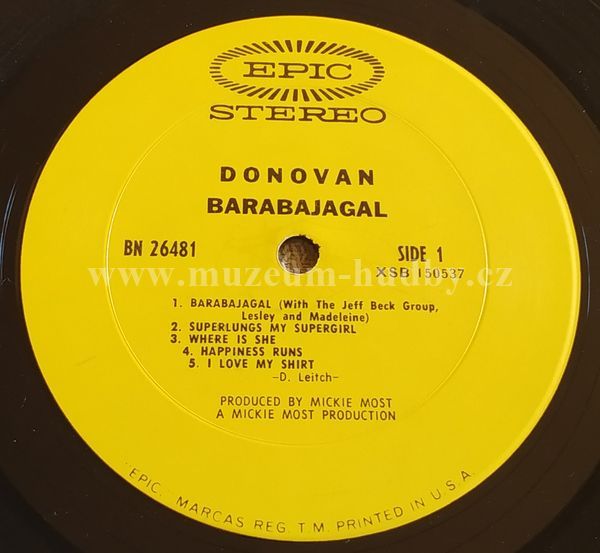 EPIC
STEREO
DONOVAN
BARABAJAGAL
BN 26481
SIDE 1
XSB 150537
www.muzeum-hudby.cz
1. BARABAJAGAL (With The Jeff Beck Group,
Lesley and Madeleine)
2. SUPERLUNGS MY SUPERGIRL
3. WHERE IS SHE
4. HAPPINESS RUNS
5. I LOVE MY SHIRT
-D. Leitch-
PRODUCED BY MICKIE MOST
A MICKIE MOST PRODUCTION
"EPIC", MARCAS REG. T.M. PRINTED IN U.S.A.